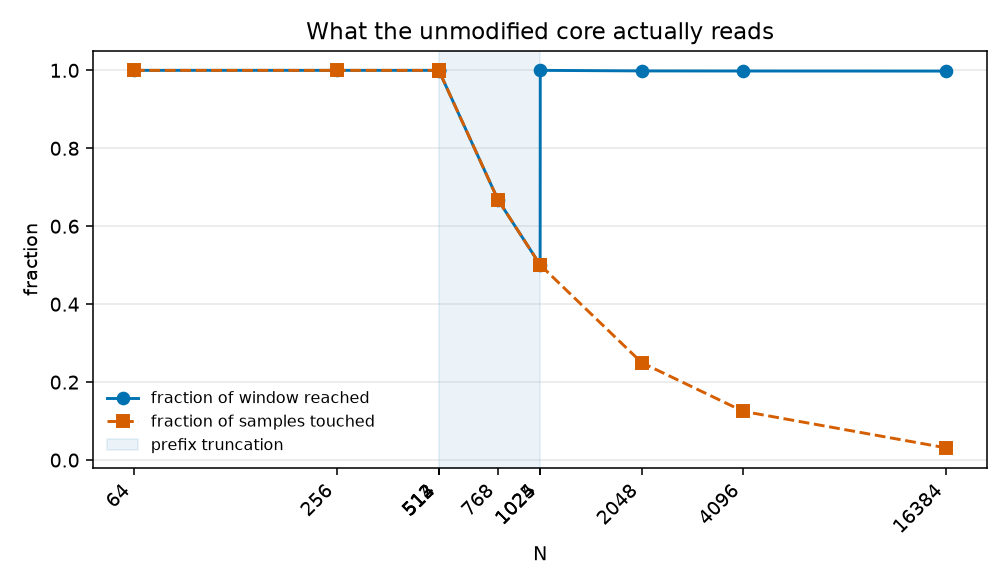 What the unmodified core actually reads
fraction
1.0
0.8
0.6
0.4
0.2
0.0
fraction of window reached
fraction of samples touched
prefix truncation
64
256
768
2048
4096
16384
N